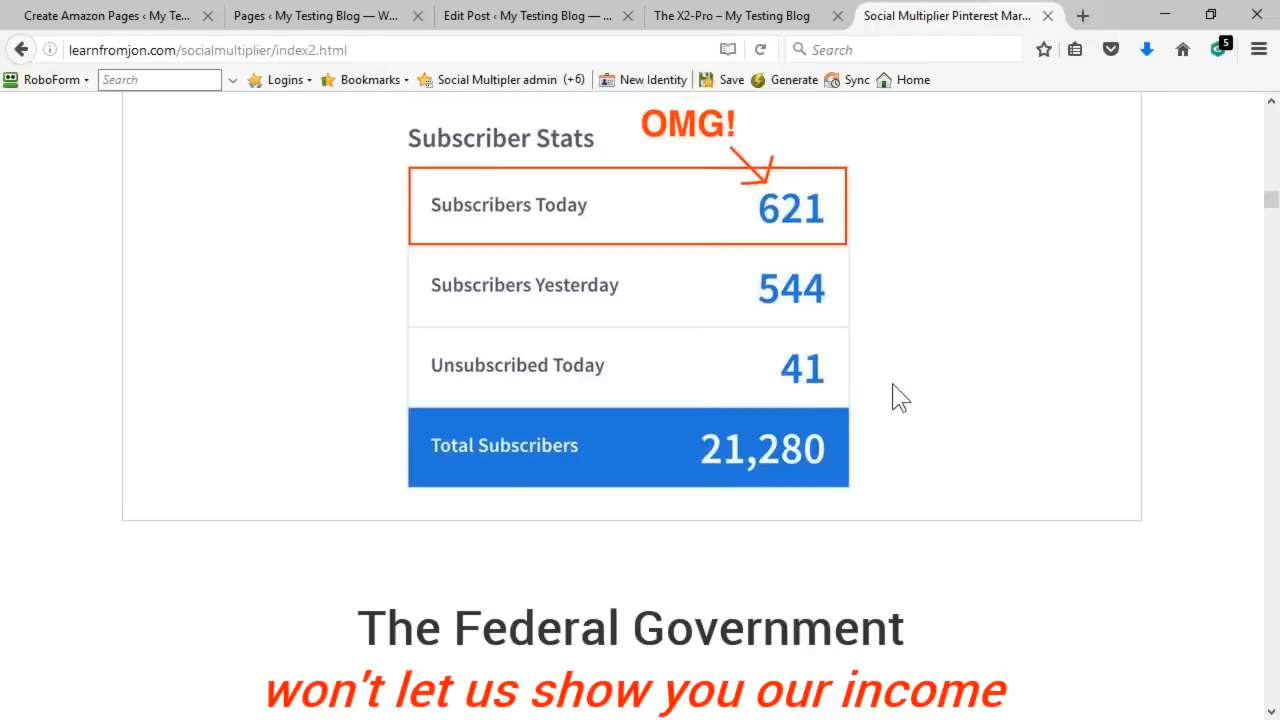 Create Amazon Pages ‹ My Te...
Pages ‹ My Testing Blog — W...
Edit Post ‹ My Testing Blog — ...
The X2-Pro – My Testing Blog
Social Multiplier Pinterest Mar...
learnfromjon.com/socialmultiplier/index2.html
Search
5
RoboForm
Search
Logins
Bookmarks
Social Multipler admin (+6)
New Identity
Save
Generate
Sync
Home
OMG!
Subscriber Stats
Subscribers Today 621
Subscribers Yesterday 544
Unsubscribed Today 41
Total Subscribers 21,280
The Federal Government
won't let us show you our income